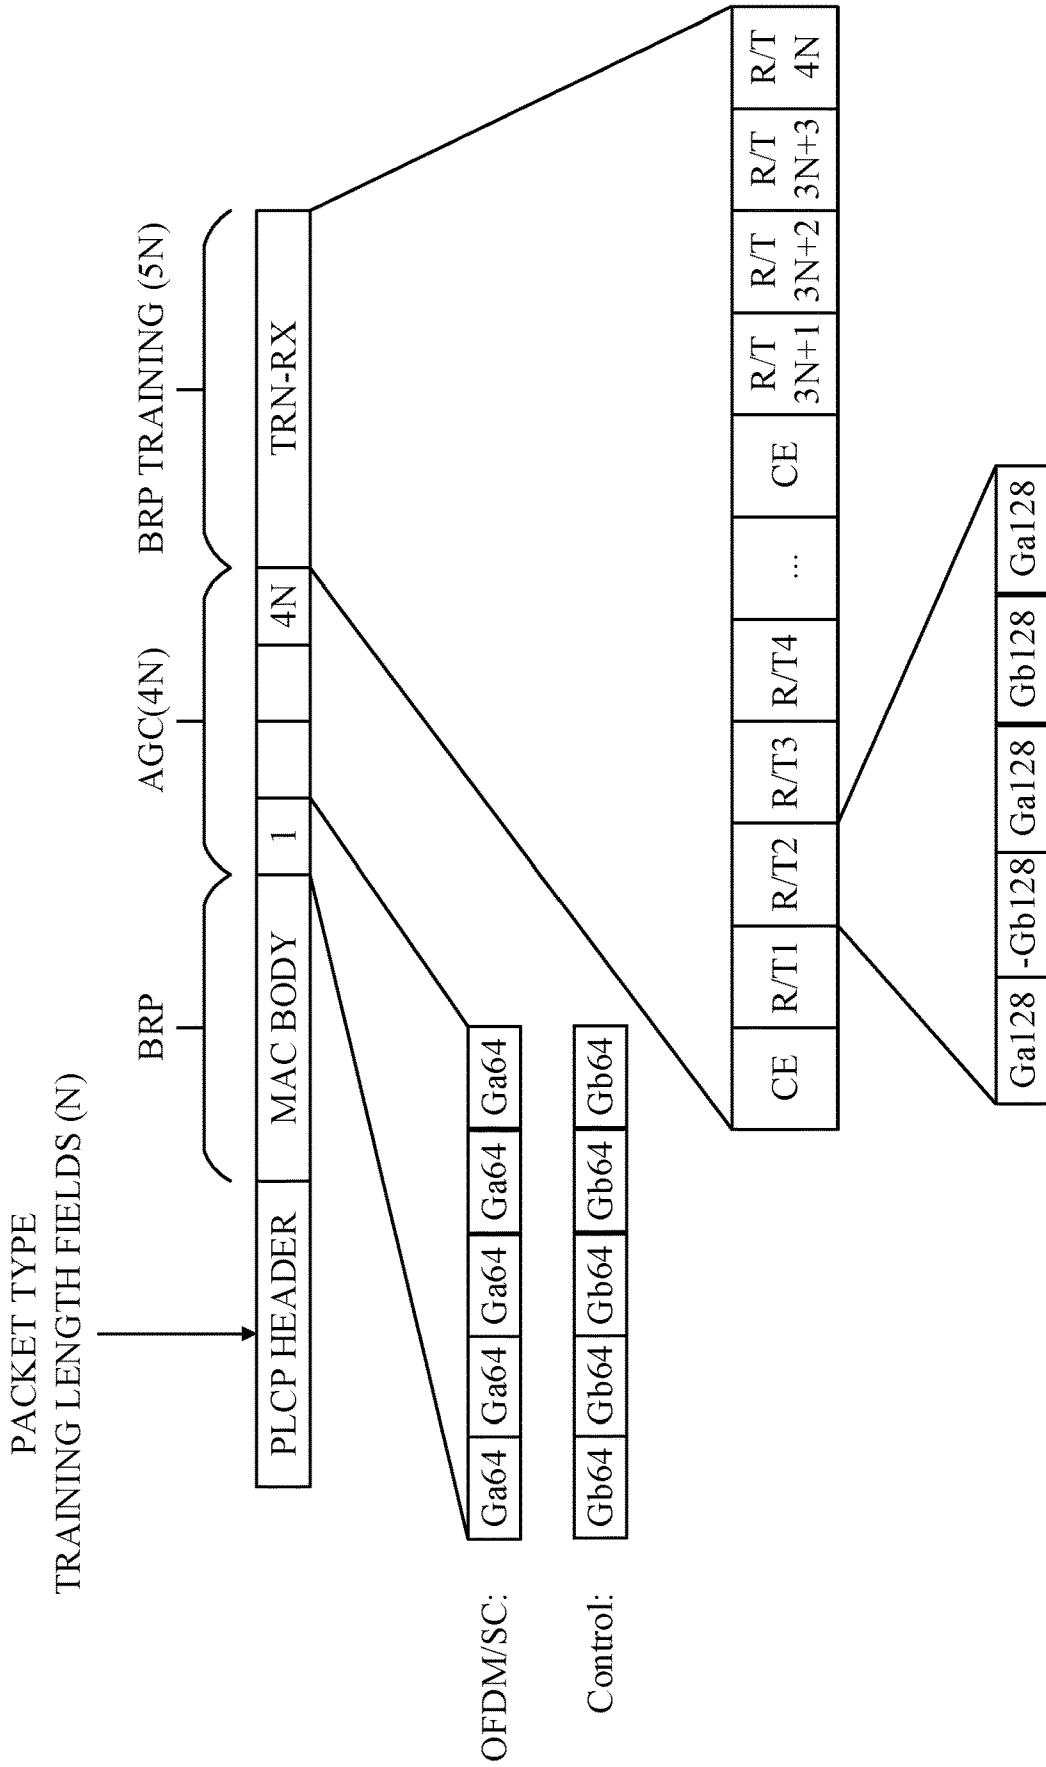 PACKET TYPE
TRAINING LENGTH FIELDS (N)
BRP
AGC(4N)
BRP TRAINING (5N)
PLCP HEADER
MAC BODY
1
4N
TRN-RX
OFDM/SC:
Ga64
Ga64
Ga64
Ga64
Ga64
Control:
Gb64
Gb64
Gb64
Gb64
Gb64
CE
R/T1
R/T2
R/T3
R/T4
...
CE
R/T
3N+1
R/T
3N+2
R/T
3N+3
R/T
4N
Ga128
-Gb128
Ga128
Gb128
Ga128